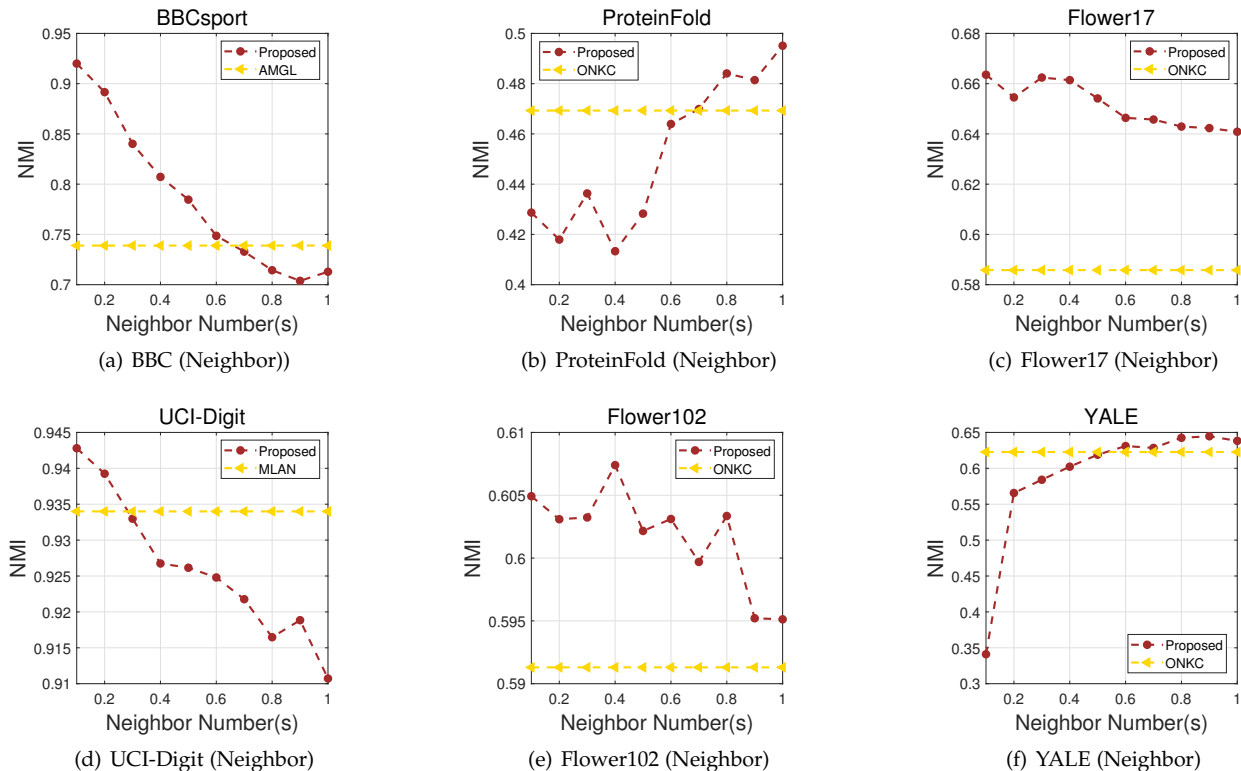 BBCsport
0.95
0.9
0.85
0.8
0.75
0.7
NMI
Proposed
AMGL
0.2 0.4 0.6 0.8 1
Neighbor Number(s)
(a) BBC (Neighbor))
ProteinFold
0.5
0.48
0.46
0.44
0.42
0.4
NMI
Proposed
ONKC
0.2 0.4 0.6 0.8 1
Neighbor Number(s)
(b) ProteinFold (Neighbor)
Flower17
0.68
0.66
0.64
0.62
0.6
0.58
NMI
Proposed
ONKC
0.2 0.4 0.6 0.8 1
Neighbor Number(s)
(c) Flower17 (Neighbor)
UCI-Digit
0.945
0.94
0.935
0.93
0.925
0.92
0.915
0.91
NMI
Proposed
MLAN
0.2 0.4 0.6 0.8 1
Neighbor Number(s)
(d) UCI-Digit (Neighbor)
Flower102
0.61
0.605
0.6
0.595
0.59
NMI
Proposed
ONKC
0.2 0.4 0.6 0.8 1
Neighbor Number(s)
(e) Flower102 (Neighbor)
YALE
0.65
0.6
0.55
0.5
0.45
0.4
0.35
0.3
NMI
Proposed
ONKC
0.2 0.4 0.6 0.8 1
Neighbor Number(s)
(f) YALE (Neighbor)